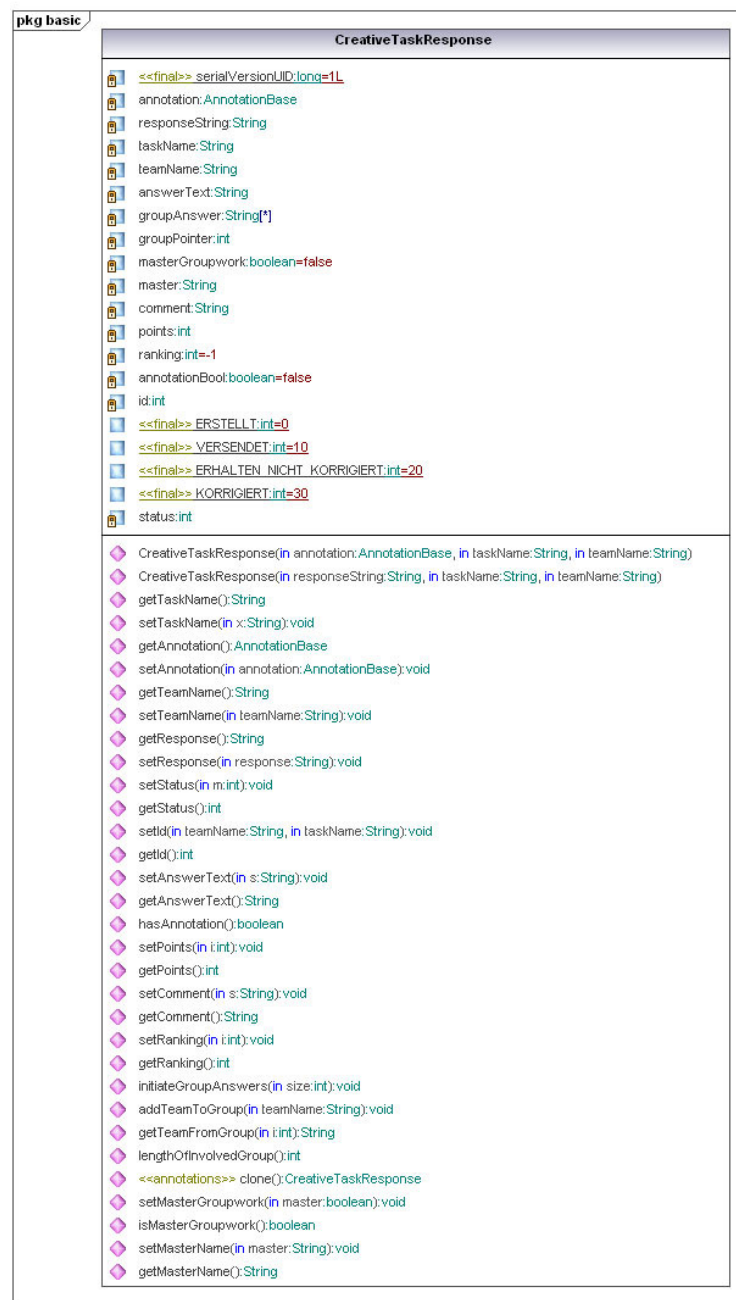 pkg basic
CreativeTaskResponse
<<final>> serialVersionUID:long=1L
annotation:AnnotationBase
responseString:String
taskName:String
teamName:String
answerText:String
groupAnswer:String[*]
groupPointer:int
masterGroupwork:boolean=false
master:String
comment:String
points:int
ranking:int=-1
annotationBool:boolean=false
id:int
<<final>> ERSTELLT:int=0
<<final>> VERSENDET:int=10
<<final>> ERHALTEN_NICHT_KORRIGIERT:int=20
<<final>> KORRIGIERT:int=30
status:int
CreativeTaskResponse(in annotation:AnnotationBase, in taskName:String, in teamName:String)
CreativeTaskResponse(in responseString:String, in taskName:String, in teamName:String)
getTaskName():String
setTaskName(in x:String):void
getAnnotation():AnnotationBase
setAnnotation(in annotation:AnnotationBase):void
getTeamName():String
setTeamName(in teamName:String):void
getResponse():String
setResponse(in response:String):void
setStatus(in m:int):void
getStatus():int
setId(in teamName:String, in taskName:String):void
getId():int
setAnswerText(in s:String):void
getAnswerText():String
hasAnnotation():boolean
setPoints(in i:int):void
getPoints():int
setComment(in s:String):void
getComment():String
setRanking(in i:int):void
getRanking():int
initiateGroupAnswers(in size:int):void
addTeamToGroup(in teamName:String):void
getTeamFromGroup(in i:int):String
lengthOfInvolvedGroup():int
<<annotations>> clone():CreativeTaskResponse
setMasterGroupwork(in master:boolean):void
isMasterGroupwork():boolean
setMasterName(in master:String):void
getMasterName():String